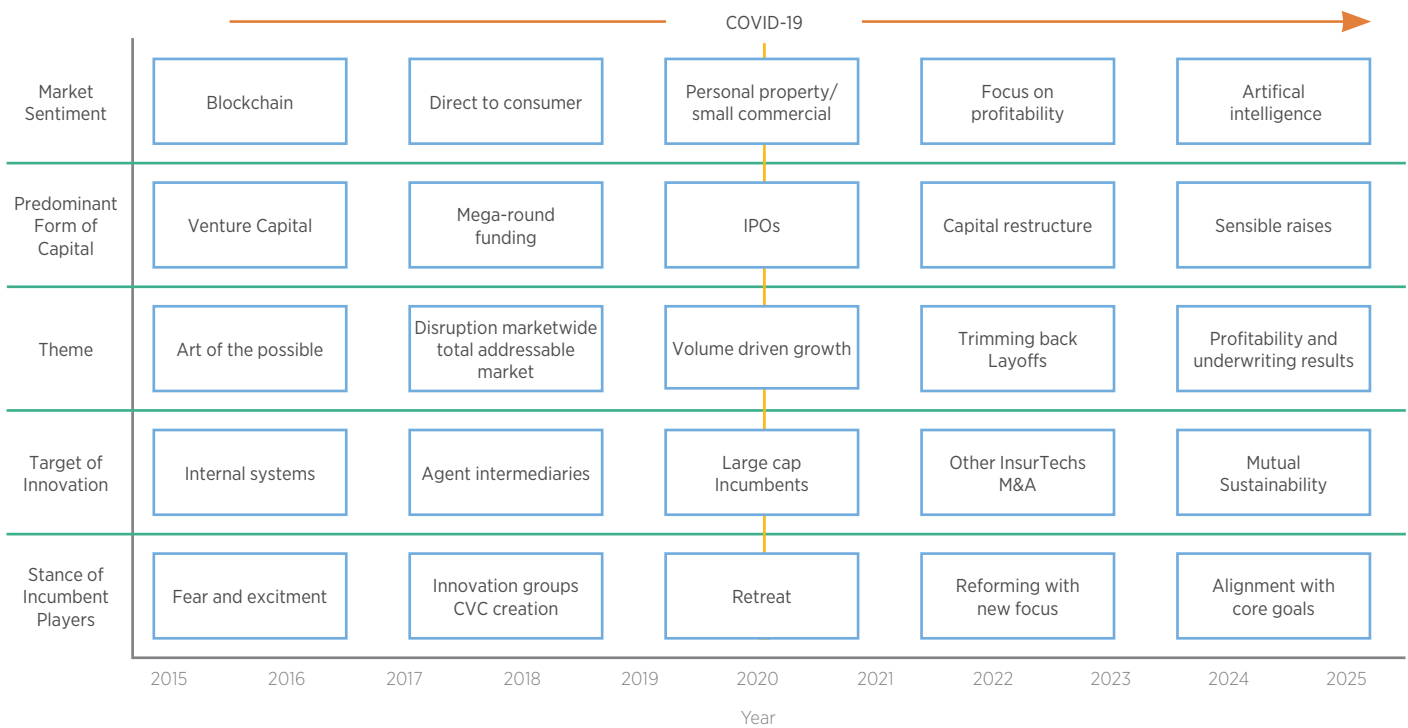 COVID-19
Market
Sentiment
Blockchain
Direct to consumer
Personal property/
small commercial
Focus on
profitability
Artifical
intelligence
Predominant
Form of
Capital
Venture Capital
Mega-round
funding
IPOs
Capital restructure
Sensible raises
Theme
Art of the possible
Disruption marketwide
total addressable
market
Volume driven growth
Trimming back
Layoffs
Profitability and
underwriting results
Target of
Innovation
Internal systems
Agent intermediaries
Large cap
Incumbents
Other InsurTechs
M&A
Mutual
Sustainability
Stance of
Incumbent
Players
Fear and excitment
Innovation groups
CVC creation
Retreat
Reforming with
new focus
Alignment with
core goals
2015 2016 2017 2018 2019 2020 2021 2022 2023 2024 2025
Year